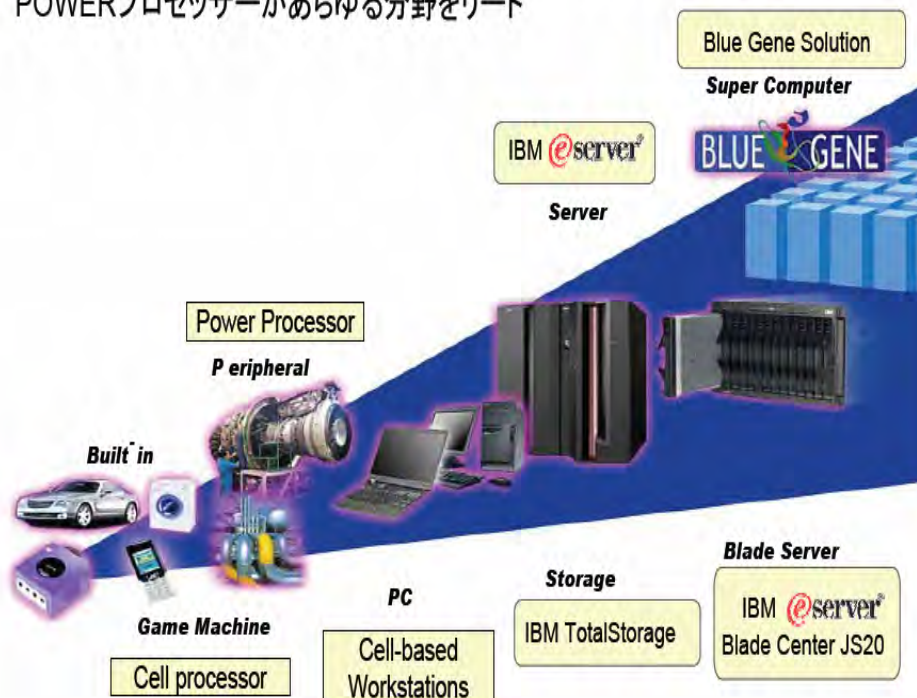 POWERプロセッサーがあらゆる分野をリード
Blue Gene Solution
Super Computer
BLUE GENE
IBM @server
Server
Power Processor
P eripheral
Built-in
Game Machine
Cell processor
PC
Cell-based
Workstations
Storage
IBM TotalStorage
Blade Server
IBM @server
Blade Center JS20